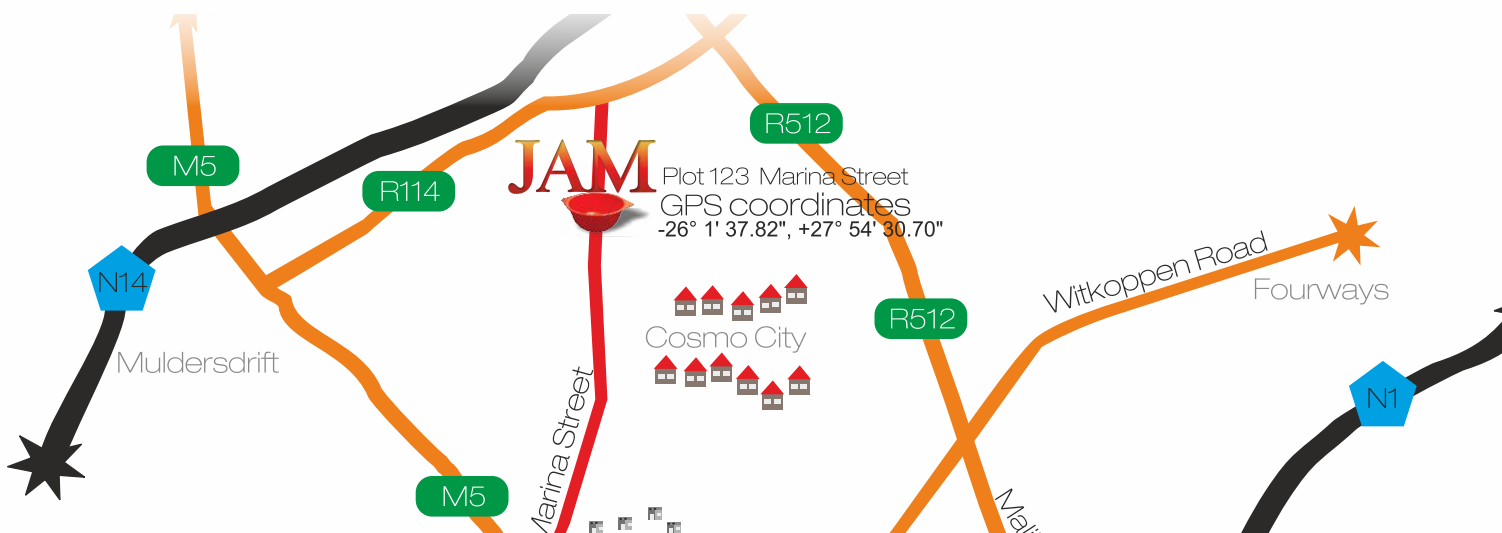 R512
M5
R114
JAM
Plot 123 Marina Street
GPS coordinates
-26° 1' 37.82", +27° 54' 30.70"
Witkoppen Road
N14
Fourways
R512
Cosmo City
Muldersdrift
N1
Marina Street
M5